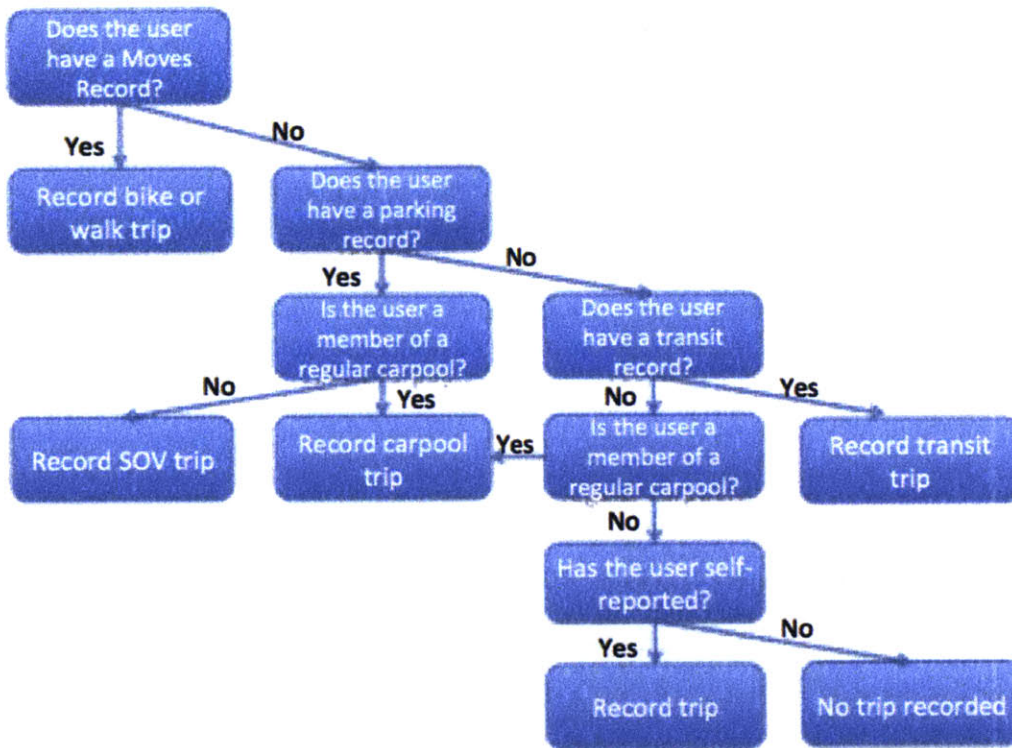 Does the user
have a Moves
Record?
Yes
No
Record bike or
walk trip
Does the user
have a parking
record?
Yes
No
Is the user a
member of a
regular carpool?
Does the user
have a transit
record?
No
Yes
No
Yes
Record SOV trip
Record carpool
trip
Yes
Is the user a
member of a
regular carpool?
Record transit
trip
No
Has the user self-
reported?
Yes
No
Record trip
No trip recorded